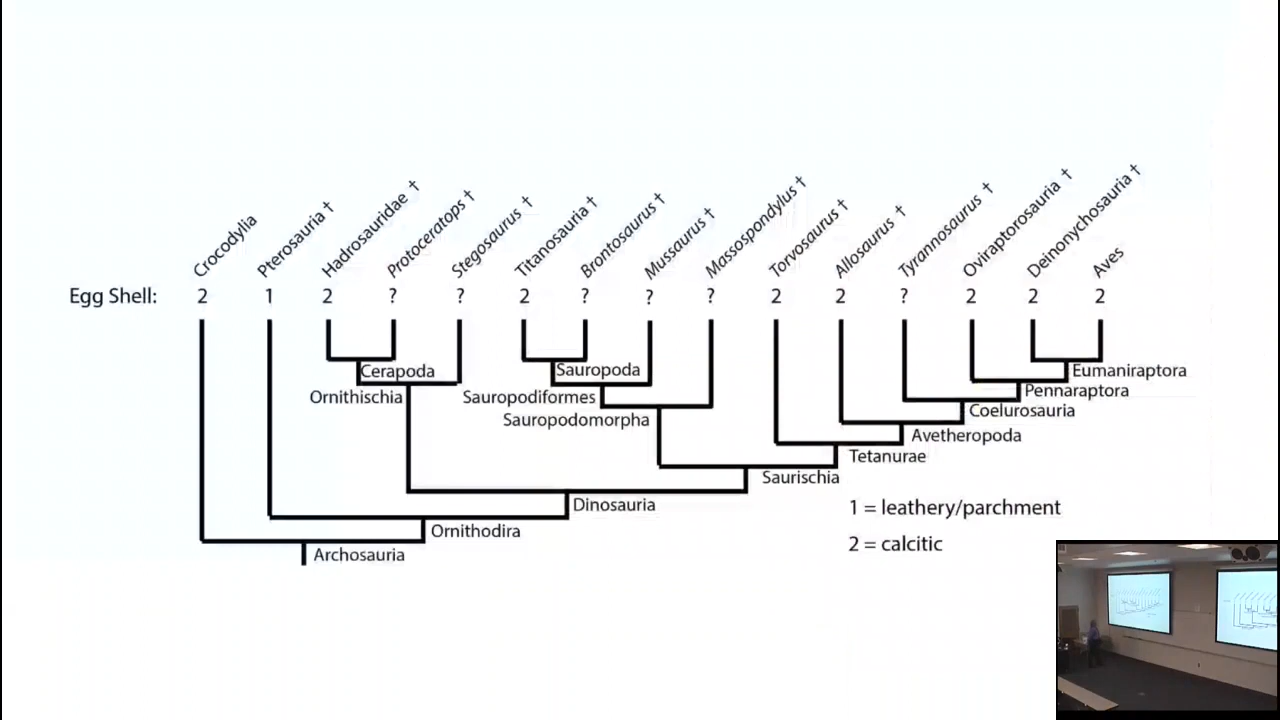 Crocodylia
Pterosauria †
Hadrosauridae †
Protoceratops †
Stegosaurus †
Titanosauria †
Brontosaurus †
Mussaurus †
Massospondylus †
Torvosaurus †
Allosaurus †
Tyrannosaurus †
Oviraptorosauria †
Deinonychosauria †
Aves
Egg Shell: 2 1 2 ? ? 2 ? ? ? 2 2 ? 2 2 2
Cerapoda
Sauropoda
Eumaniraptora
Ornithischia
Sauropodiformes
Pennaraptora
Sauropodomorpha
Coelurosauria
Avetheropoda
Tetanurae
Saurischia
Dinosauria
1 = leathery/parchment
Ornithodira
2 = calcitic
Archosauria